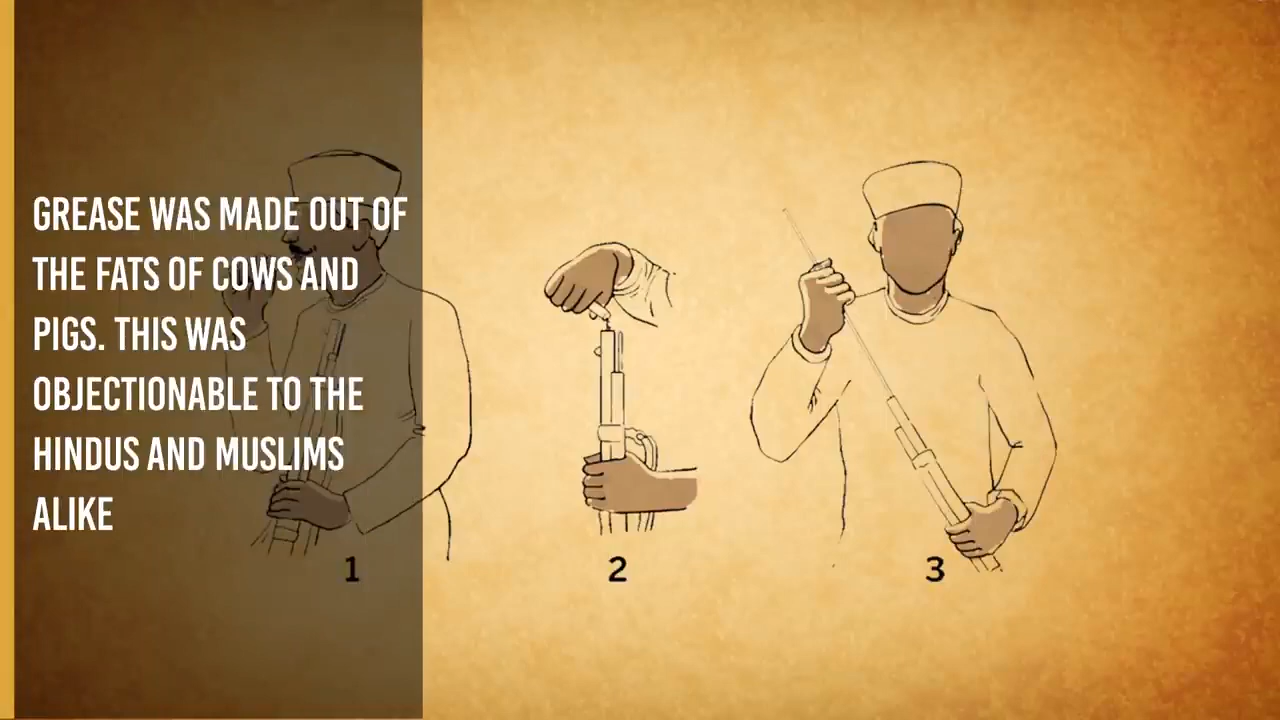 GREASE WAS MADE OUT OF
THE FATS OF COWS AND
PIGS. THIS WAS
OBJECTIONABLE TO THE
HINDUS AND MUSLIMS
ALIKE
1
2
3